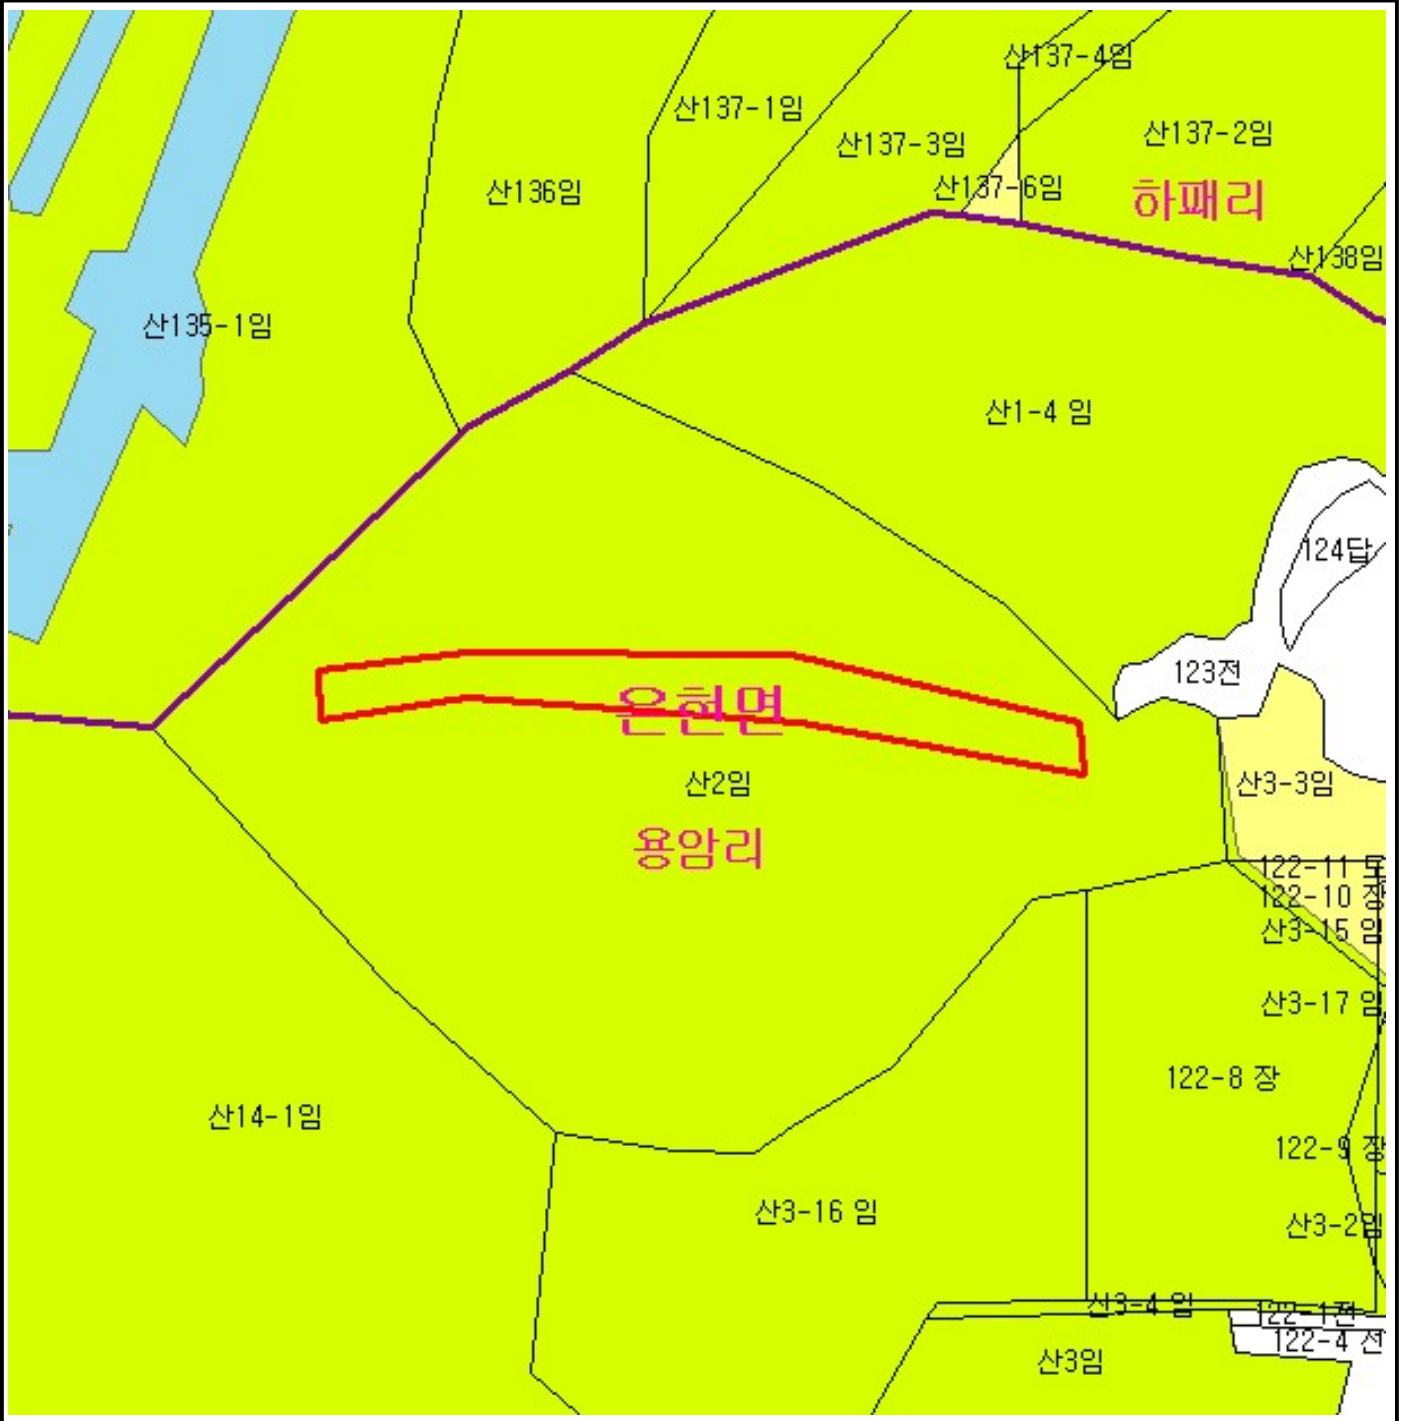 산137-4임
산137-1임
산137-3임
산137-2임
산136임
산137-6임
하패리
산138임
산135-1임
산1-4 임
124답
123전
은현면
산2임
산3-3임
용암리
122-11 토
122-10 장
산3-15 임
산3-17 임
122-8 장
산14-1임
122-9 장
산3-16 임
산3-2임
산3-4 임
122-1전
122-4 전
산3임